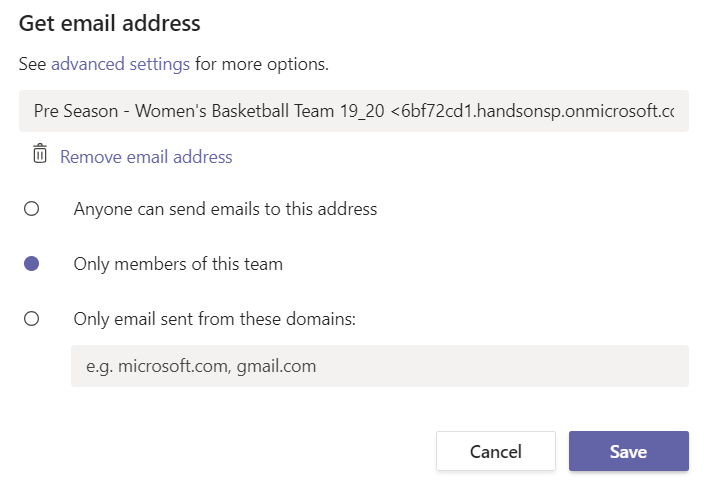 Get email address
See advanced settings for more options.
Pre Season - Women's Basketball Team 19_20 <6bf72cd1.handsonsp.onmicrosoft.cc
Remove email address
Anyone can send emails to this address
Only members of this team
Only email sent from these domains:
e.g. microsoft.com, gmail.com
Cancel Save